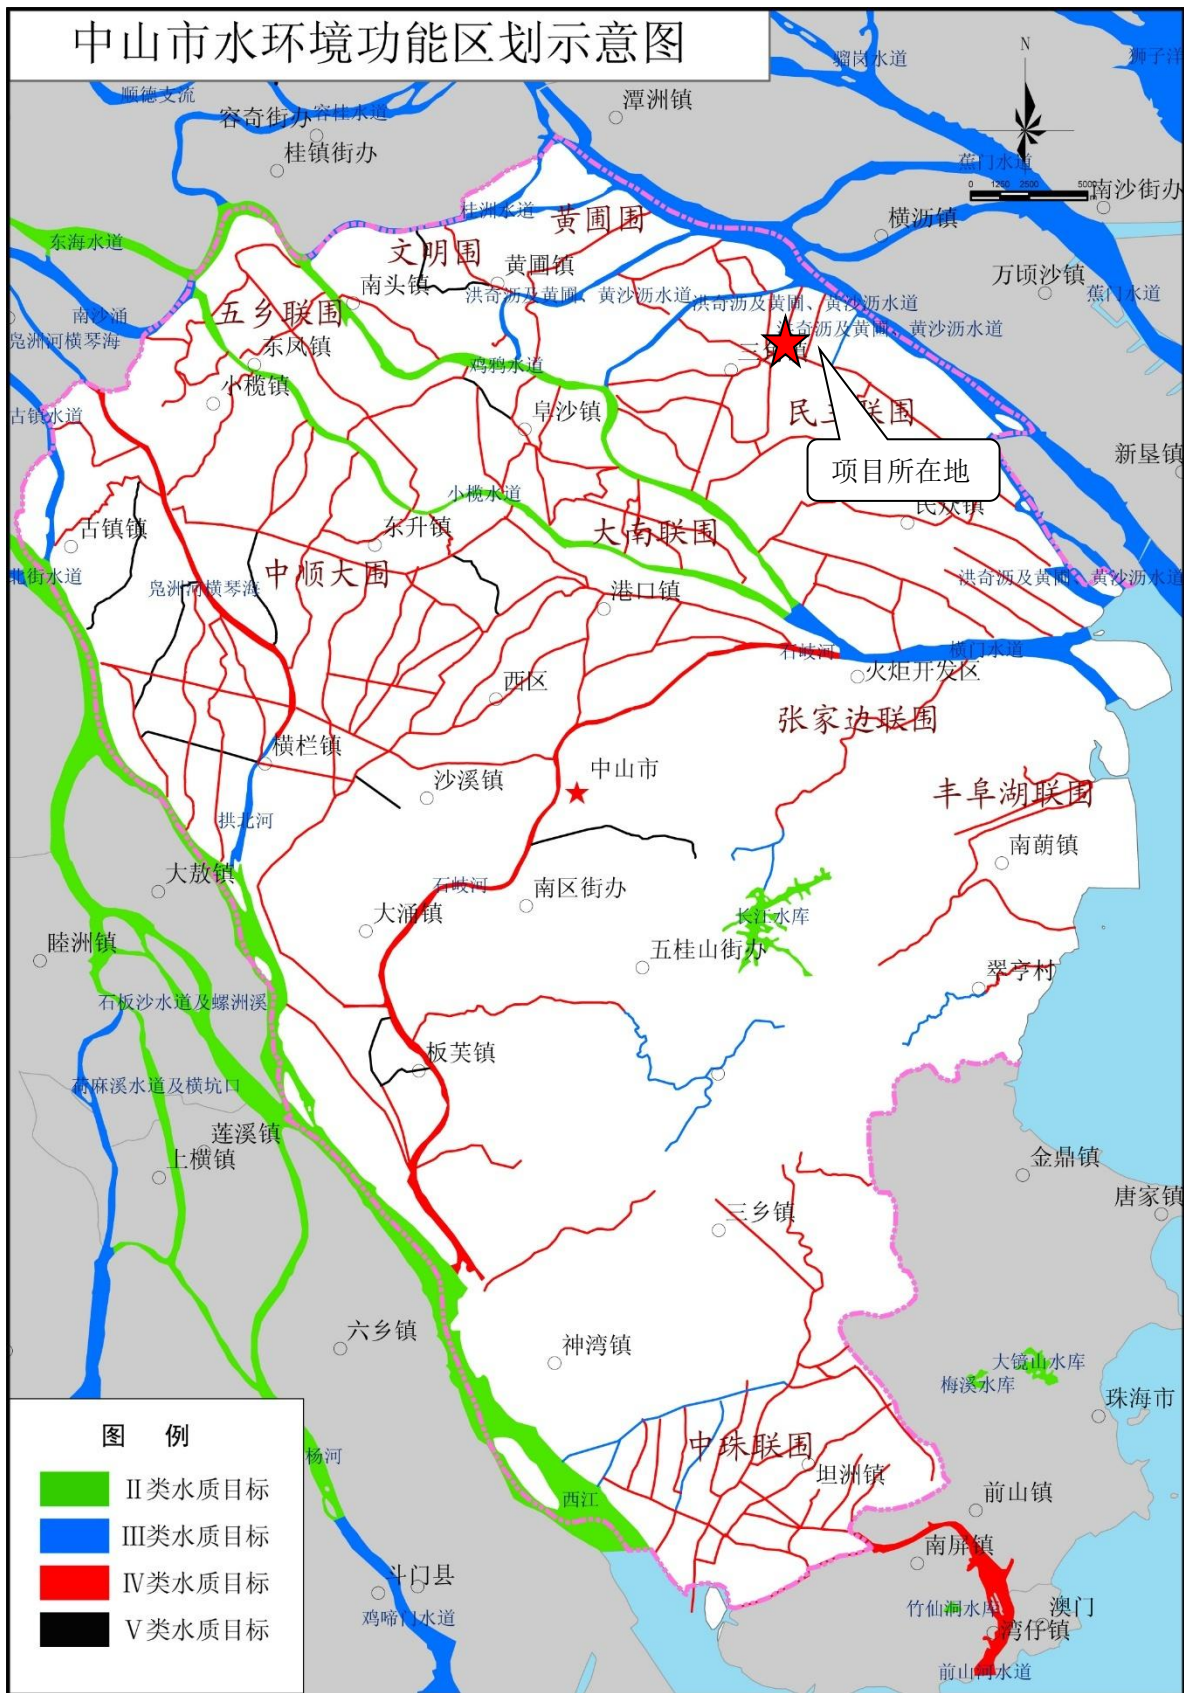 中山市水环境功能区划示意图
骝岗水道
狮子洋
顺德支流
容奇街办
容桂水道
潭洲镇
N
桂镇街办
蕉门水道
0 1250 2500 5000
南沙街办
桂洲水道
黄圃围
横沥镇
东海水道
文明围
黄圃镇
万顷沙镇
南头镇
洪奇沥及黄圃、黄沙沥水道
洪奇沥及黄圃、黄沙沥水道
蕉门水道
南沙涌
五乡联围
洪奇沥及黄圃、黄沙沥水道
凫洲河横琴海
东凤镇
鸡鸦水道
小榄镇
古镇水道
阜沙镇
新垦镇
项目所在地
小榄水道
古镇镇
东升镇
大南联围
北街水道
中顺大围
凫洲河横琴海
洪奇沥及黄圃、黄沙沥水道
港口镇
石岐河
横门水道
西区
火炬开发区
张家边联围
横栏镇
沙溪镇
中山市
丰阜湖联围
拱北河
南蓢镇
大敖镇
石岐河
南区街办
大涌镇
长江水库
睦洲镇
五桂山街办
翠亨村
石板沙水道及螺洲溪
板芙镇
荷麻溪水道及横坑口
莲溪镇
上横镇
金鼎镇
唐家镇
三乡镇
六乡镇
神湾镇
大镜山水库
梅溪水库
珠海市
图 例
中珠联围
杨河
坦洲镇
Ⅱ类水质目标
西江
前山镇
Ⅲ类水质目标
南屏镇
Ⅳ类水质目标
斗门县
竹仙洞水库
澳门
鸡啼门水道
湾仔镇
Ⅴ类水质目标
前山河水道